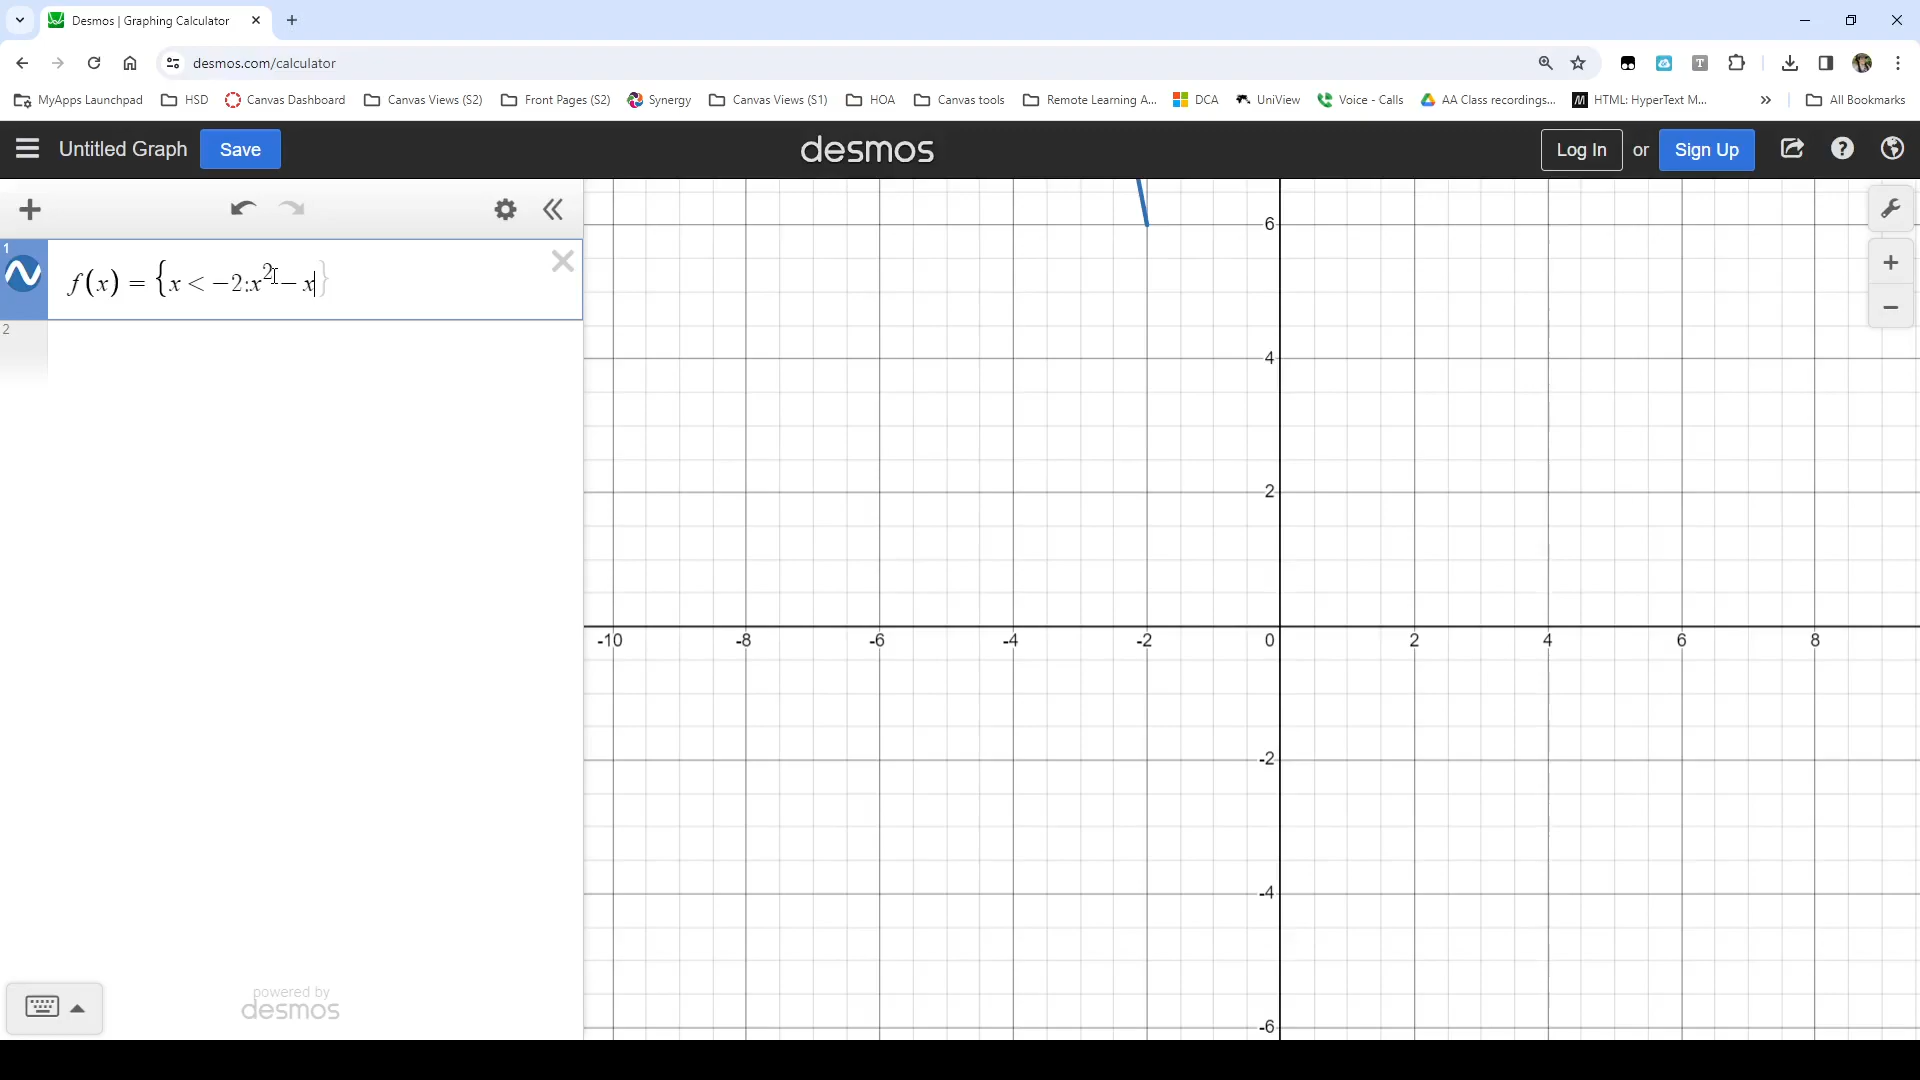 Desmos | Graphing Calculator
desmos.com/calculator
MyApps Launchpad HSD Canvas Dashboard Canvas Views (S2) Front Pages (S2) Synergy Canvas Views (S1) HOA Canvas tools Remote Learning A... DCA UniView Voice - Calls AA Class recordings... HTML: HyperText M... » All Bookmarks
Untitled Graph Save desmos Log In or Sign Up
1
f(x) = {x < −2:x² − x}
2
6
4
2
-10 -8 -6 -4 -2 0 2 4 6 8
-2
-4
-6
powered by
desmos